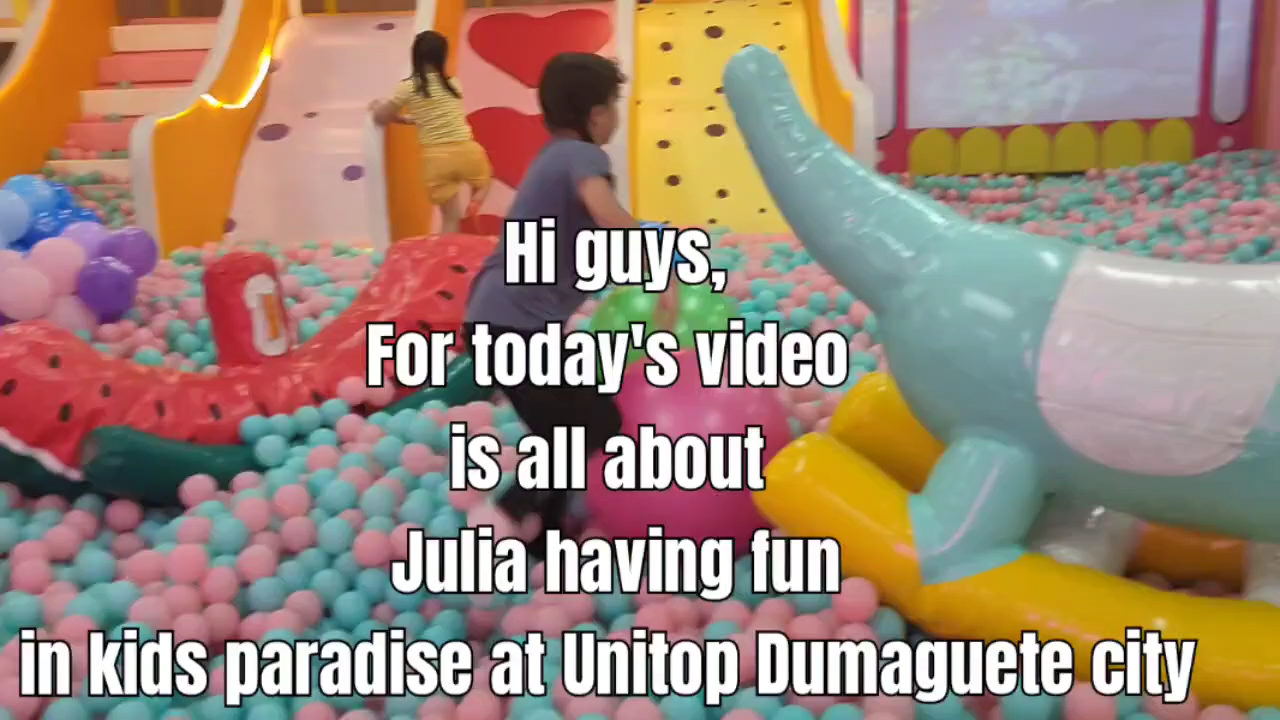 Hi guys,
For today's video
is all about
Julia having fun
in kids paradise at Unitop Dumaguete city